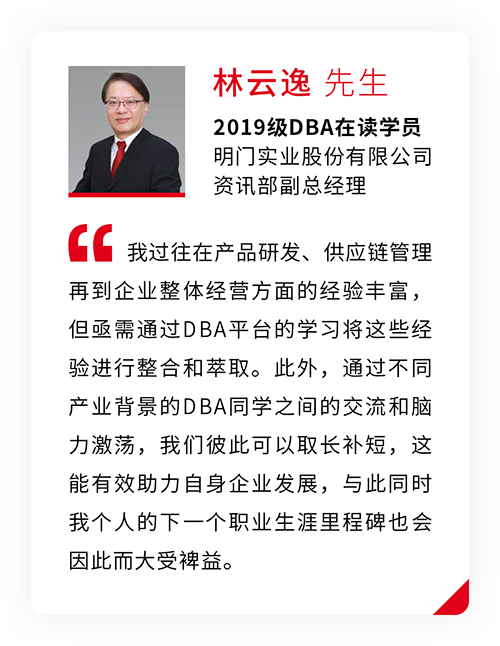 林云逸 先生
2019级DBA在读学员
明门实业股份有限公司
资讯部副总经理
“我过往在产品研发、供应链管理
再到企业整体经营方面的经验丰富，
但亟需通过DBA平台的学习将这些经
验进行整合和萃取。此外，通过不同
产业背景的DBA同学之间的交流和脑
力激荡，我们彼此可以取长补短，这
能有效助力自身企业发展，与此同时
我个人的下一个职业生涯里程碑也会
因此而大受裨益。